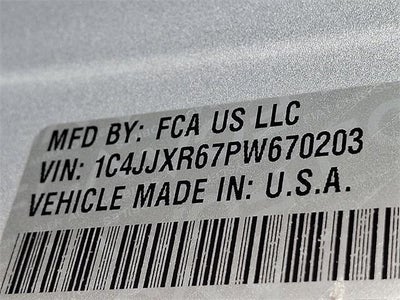 MFD BY: FCA US LLC
VIN: 1C4JJXR67PW670203
VEHICLE MADE IN: U.S.A.